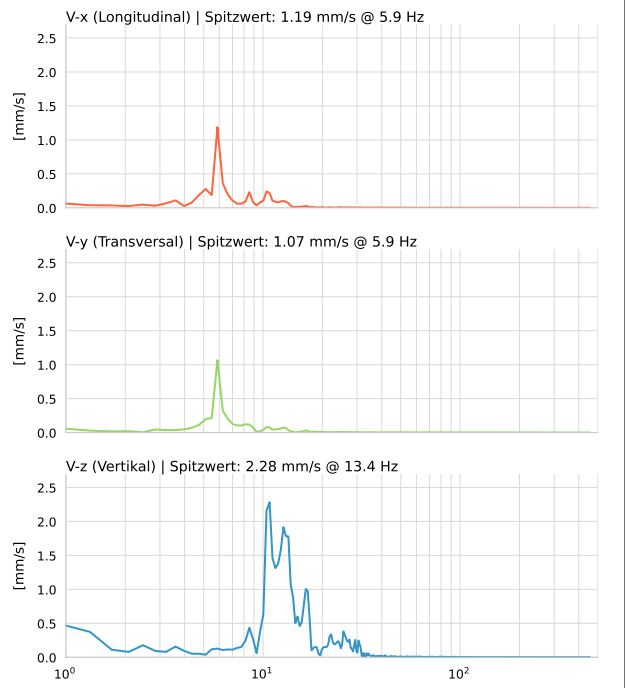 V-x (Longitudinal) | Spitzwert: 1.19 mm/s @ 5.9 Hz
2.5
2.0
1.5
1.0
0.5
0.0
[mm/s]
V-y (Transversal) | Spitzwert: 1.07 mm/s @ 5.9 Hz
2.5
2.0
1.5
1.0
0.5
0.0
[mm/s]
V-z (Vertikal) | Spitzwert: 2.28 mm/s @ 13.4 Hz
2.5
2.0
1.5
1.0
0.5
0.0
[mm/s]
10⁰ 10¹ 10²